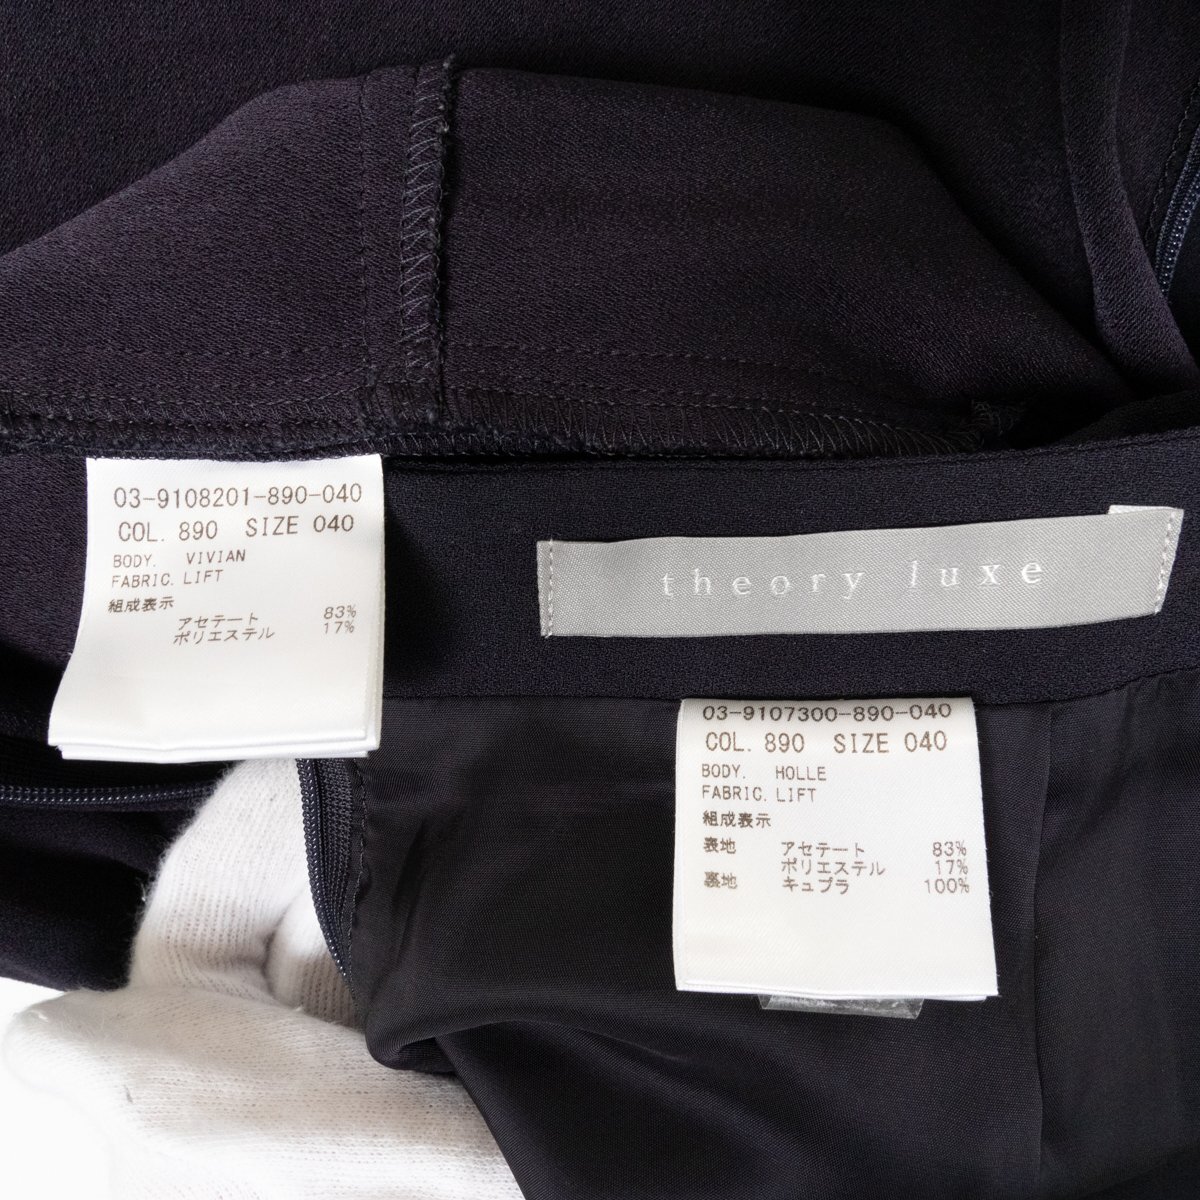 03-9108201-890-040
COL. 890 SIZE 040
BODY. VIVIAN
FABRIC. LIFT
組成表示
アセテート 83%
ポリエステル 17%
theory luxe
03-9107300-890-040
COL. 890 SIZE 040
BODY. HOLLE
FABRIC. LIFT
組成表示
表地 アセテート 83%
ポリエステル 17%
裏地 キュプラ 100%